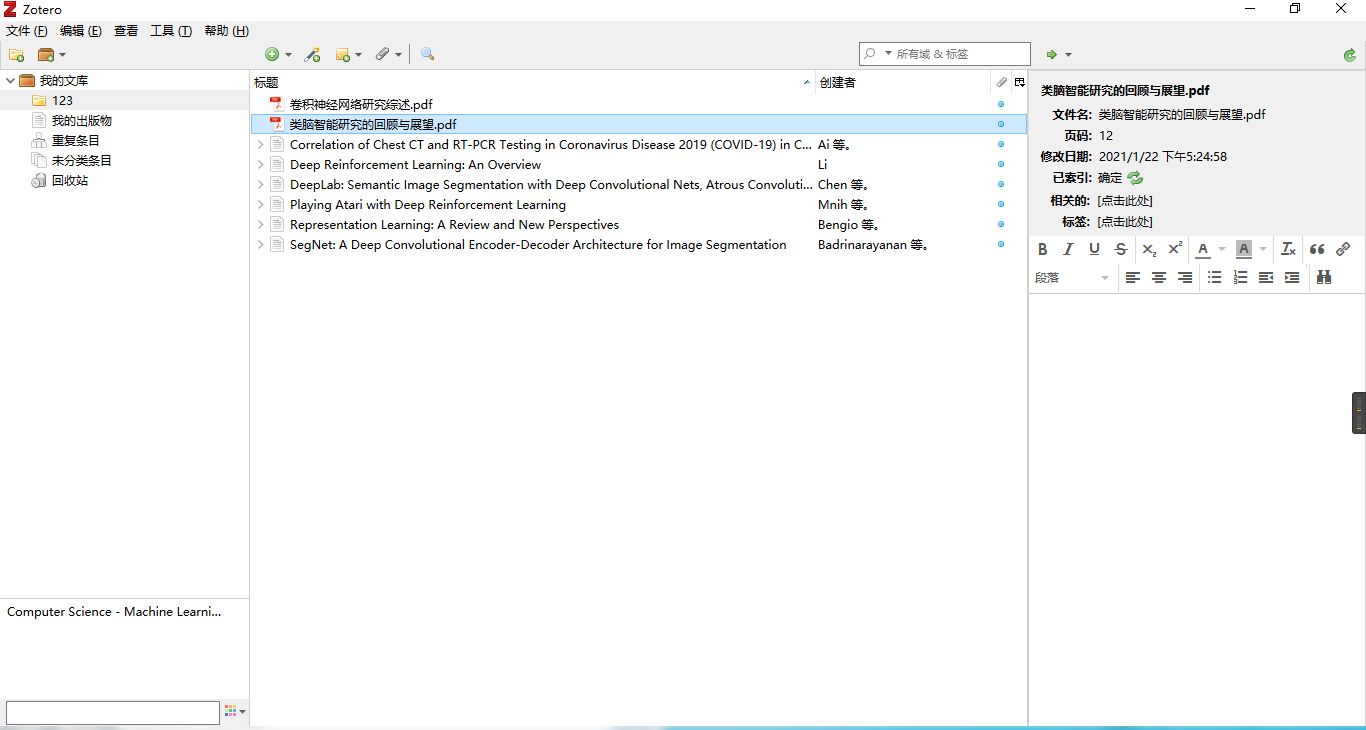 Zotero
文件 (F) 编辑 (E) 查看 工具 (T) 帮助 (H)
所有域 & 标签
我的文库
123
我的出版物
重复条目
未分类条目
回收站
Computer Science - Machine Learni...
标题 创建者
卷积神经网络研究综述.pdf
类脑智能研究的回顾与展望.pdf
Correlation of Chest CT and RT-PCR Testing in Coronavirus Disease 2019 (COVID-19) in C... Ai 等。
Deep Reinforcement Learning: An Overview Li
DeepLab: Semantic Image Segmentation with Deep Convolutional Nets, Atrous Convoluti... Chen 等。
Playing Atari with Deep Reinforcement Learning Mnih 等。
Representation Learning: A Review and New Perspectives Bengio 等。
SegNet: A Deep Convolutional Encoder-Decoder Architecture for Image Segmentation Badrinarayanan 等。
类脑智能研究的回顾与展望.pdf
文件名: 类脑智能研究的回顾与展望.pdf
页码: 12
修改日期: 2021/1/22 下午5:24:58
已索引: 确定
相关的: [点击此处]
标签: [点击此处]
B I U S X₂ X² A A Tx
段落